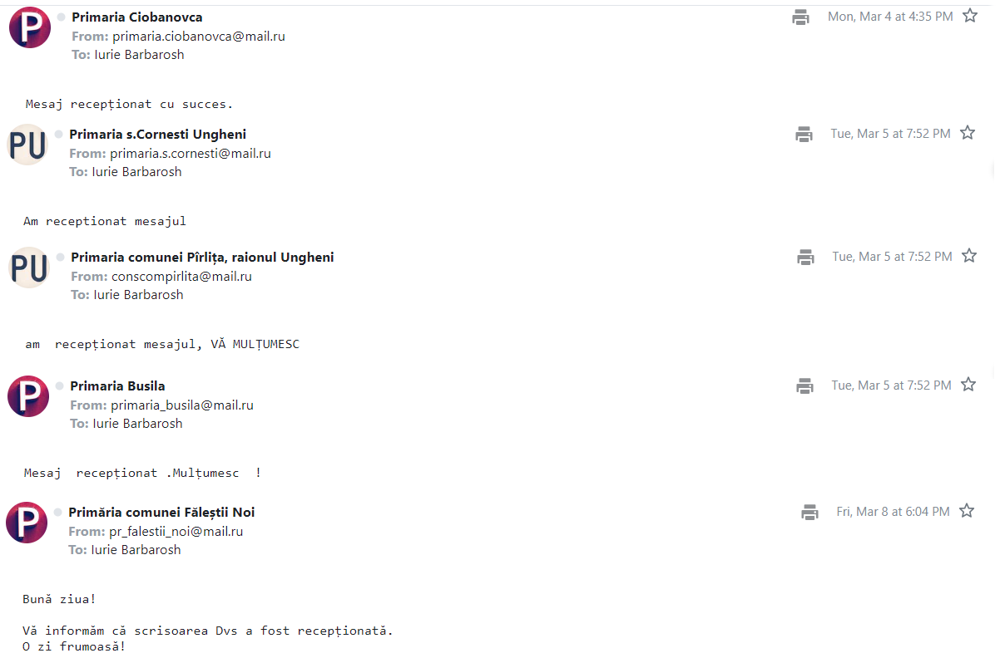 P
Primaria Ciobanovca
Mon, Mar 4 at 4:35 PM
From: primaria.ciobanovca@mail.ru
To: Iurie Barbarosh
Mesaj recepționat cu succes.
PU
Primaria s.Cornesti Ungheni
Tue, Mar 5 at 7:52 PM
From: primaria.s.cornesti@mail.ru
To: Iurie Barbarosh
Am receptionat mesajul
PU
Primaria comunei Pîrlița, raionul Ungheni
Tue, Mar 5 at 7:52 PM
From: conscompirlita@mail.ru
To: Iurie Barbarosh
am  recepționat mesajul, VĂ MULȚUMESC
P
Primaria Busila
Tue, Mar 5 at 7:52 PM
From: primaria_busila@mail.ru
To: Iurie Barbarosh
Mesaj  recepționat .Mulțumesc  !
P
Primăria comunei Făleștii Noi
Fri, Mar 8 at 6:04 PM
From: pr_falestii_noi@mail.ru
To: Iurie Barbarosh
Bună ziua!
Vă informăm că scrisoarea Dvs a fost recepționată.
O zi frumoasă!